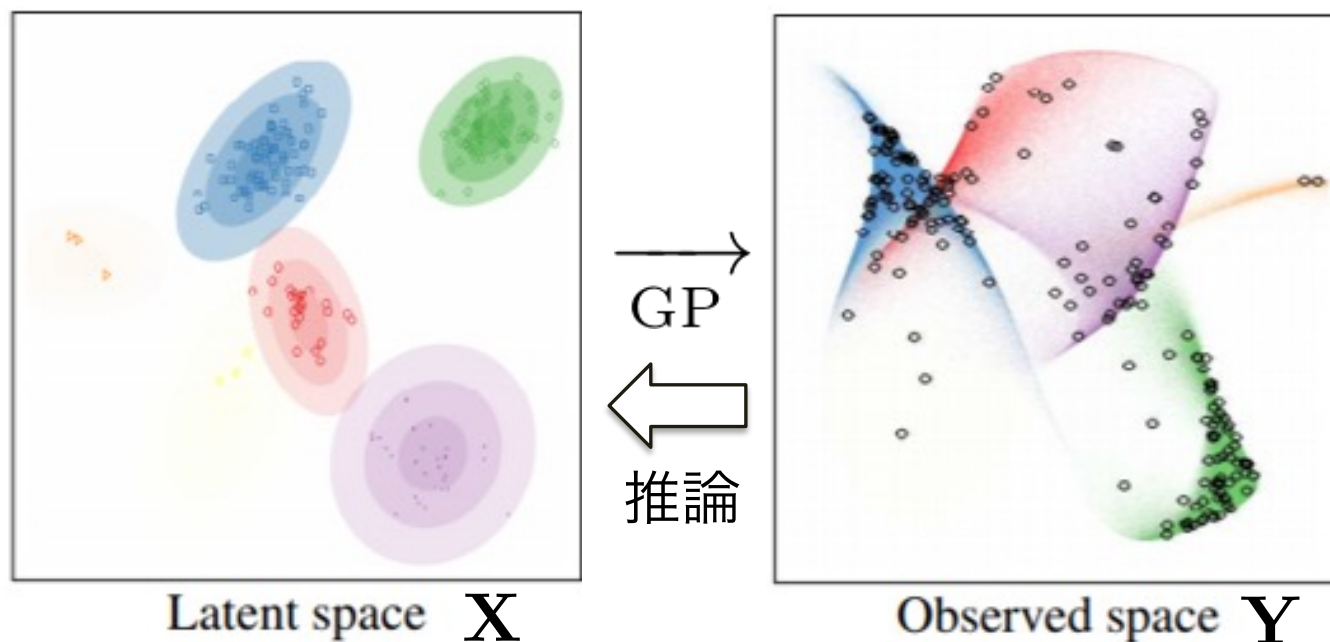 GP
推論
Latent space X
Observed space Y